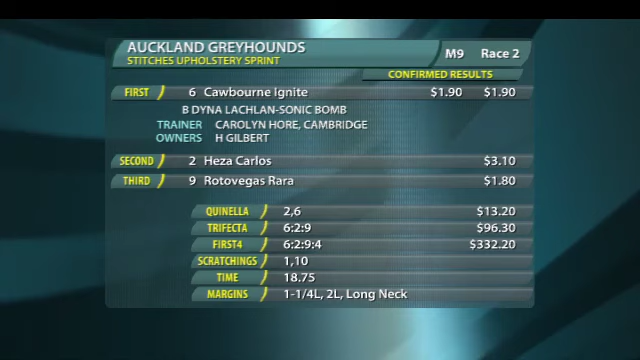 AUCKLAND GREYHOUNDS M9 Race 2
STITCHES UPHOLSTERY SPRINT
CONFIRMED RESULTS
FIRST 6 Cawbourne Ignite $1.90 $1.90
B DYNA LACHLAN-SONIC BOMB
TRAINER CAROLYN HORE, CAMBRIDGE
OWNERS H GILBERT
SECOND 2 Heza Carlos $3.10
THIRD 9 Rotovegas Rara $1.80
QUINELLA 2,6 $13.20
TRIFECTA 6:2:9 $96.30
FIRST4 6:2:9:4 $332.20
SCRATCHINGS 1,10
TIME 18.75
MARGINS 1-1/4L, 2L, Long Neck